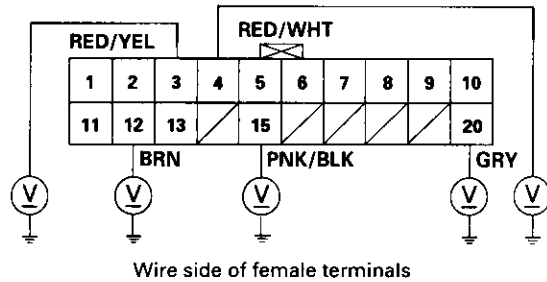 RED/YEL RED/WHT
1 2 3 4 5 6 7 8 9 10
11 12 13 15 20
BRN PNK/BLK GRY
V V V V V
Wire side of female terminals